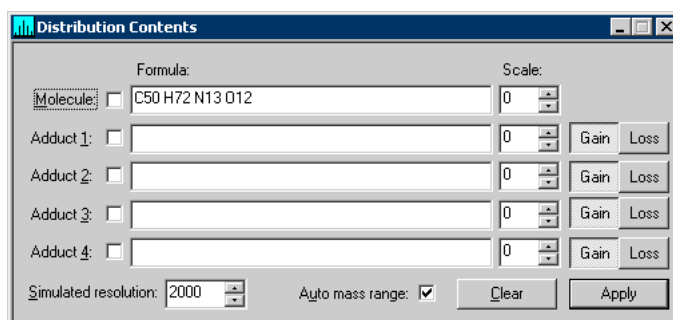 Distribution Contents
Formula: Scale:
Molecule: C50 H72 N13 O12 0
Adduct 1: 0 Gain Loss
Adduct 2: 0 Gain Loss
Adduct 3: 0 Gain Loss
Adduct 4: 0 Gain Loss
Simulated resolution: 2000 Auto mass range: Clear Apply